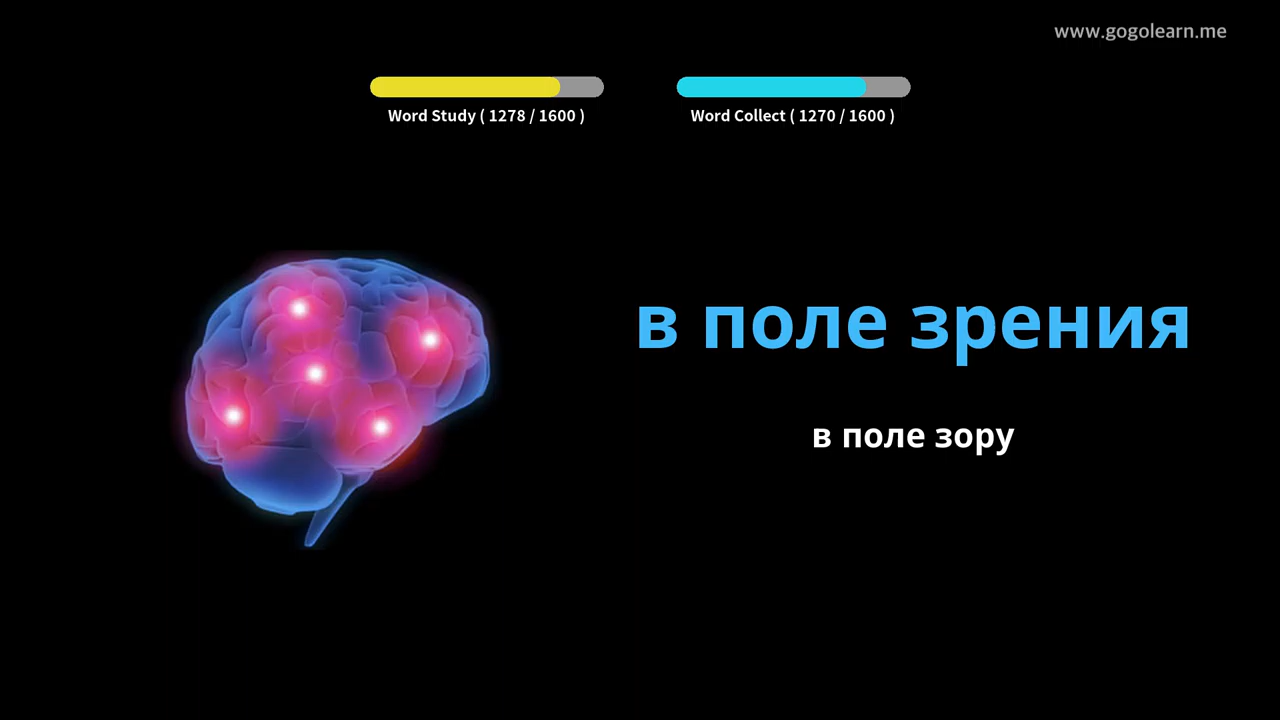 www.gogolearn.me
Word Study ( 1278 / 1600 )
Word Collect ( 1270 / 1600 )
в поле зрения
в поле зору